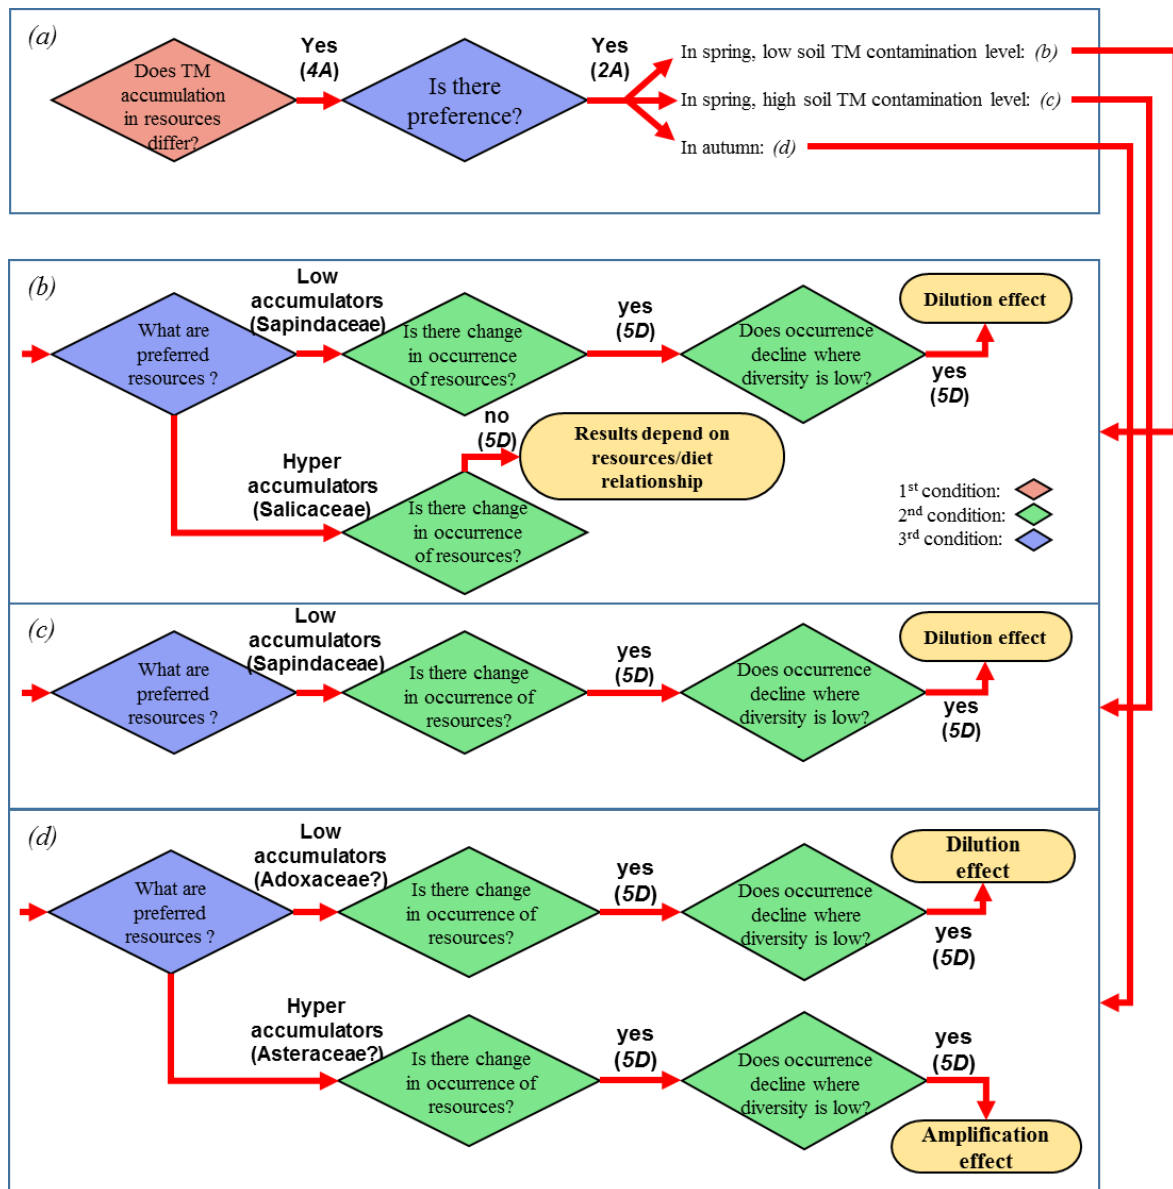 (a)
Does TM
accumulation
in resources
differ?
Yes
(4A)
Is there
preference?
Yes
(2A)
In spring, low soil TM contamination level: (b)
In spring, high soil TM contamination level: (c)
In autumn: (d)
(b)
What are
preferred
resources ?
Low
accumulators
(Sapindaceae)
Is there change
in occurrence
of resources?
yes
(5D)
Does occurrence
decline where
diversity is low?
yes
(5D)
Dilution effect
Hyper
accumulators
(Salicaceae)
Is there change
in occurrence
of resources?
no
(5D)
Results depend on
resources/diet
relationship
1st condition:
2nd condition:
3rd condition:
(c)
What are
preferred
resources ?
Low
accumulators
(Sapindaceae)
Is there change
in occurrence of
resources?
yes
(5D)
Does occurrence
decline where
diversity is low?
yes
(5D)
Dilution effect
(d)
What are
preferred
resources ?
Low
accumulators
(Adoxaceae?)
Is there change
in occurrence of
resources?
yes
(5D)
Does occurrence
decline where
diversity is low?
yes
(5D)
Dilution
effect
Hyper
accumulators
(Asteraceae?)
Is there change
in occurrence of
resources?
yes
(5D)
Does occurrence
decline where
diversity is low?
yes
(5D)
Amplification
effect